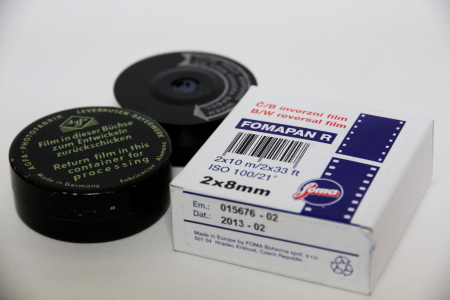 AGFA-PHOTOFABRIK LEVERKUSEN-BAYERWERK
Agfa
Film in dieser Büchse
zum Entwickeln
zurückschicken
Return film in this
container for
processing
Made in Germany
Č/B inverzní film
B/W reversal film
FOMAPAN R
2x10 m/2x33 ft
ISO 100/21°
2x8mm
Foma
Em.: 015676 - 02
Dat.: 2013 - 02
Made in Europe by FOMA Bohemia spol. s r.o.
501 04 Hradec Králové, Czech Republic